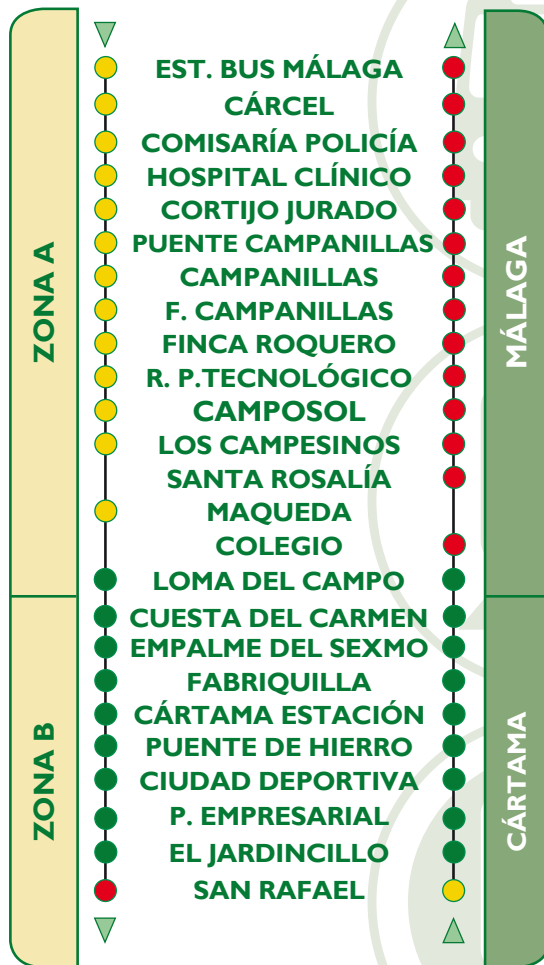 ZONA A
ZONA B
EST. BUS MÁLAGA
CÁRCEL
COMISARÍA POLICÍA
HOSPITAL CLÍNICO
CORTIJO JURADO
PUENTE CAMPANILLAS
CAMPANILLAS
F. CAMPANILLAS
FINCA ROQUERO
R. P.TECNOLÓGICO
CAMPOSOL
LOS CAMPESINOS
SANTA ROSALÍA
MAQUEDA
COLEGIO
LOMA DEL CAMPO
CUESTA DEL CARMEN
EMPALME DEL SEXMO
FABRIQUILLA
CÁRTAMA ESTACIÓN
PUENTE DE HIERRO
CIUDAD DEPORTIVA
P. EMPRESARIAL
EL JARDINCILLO
SAN RAFAEL
MÁLAGA
CÁRTAMA